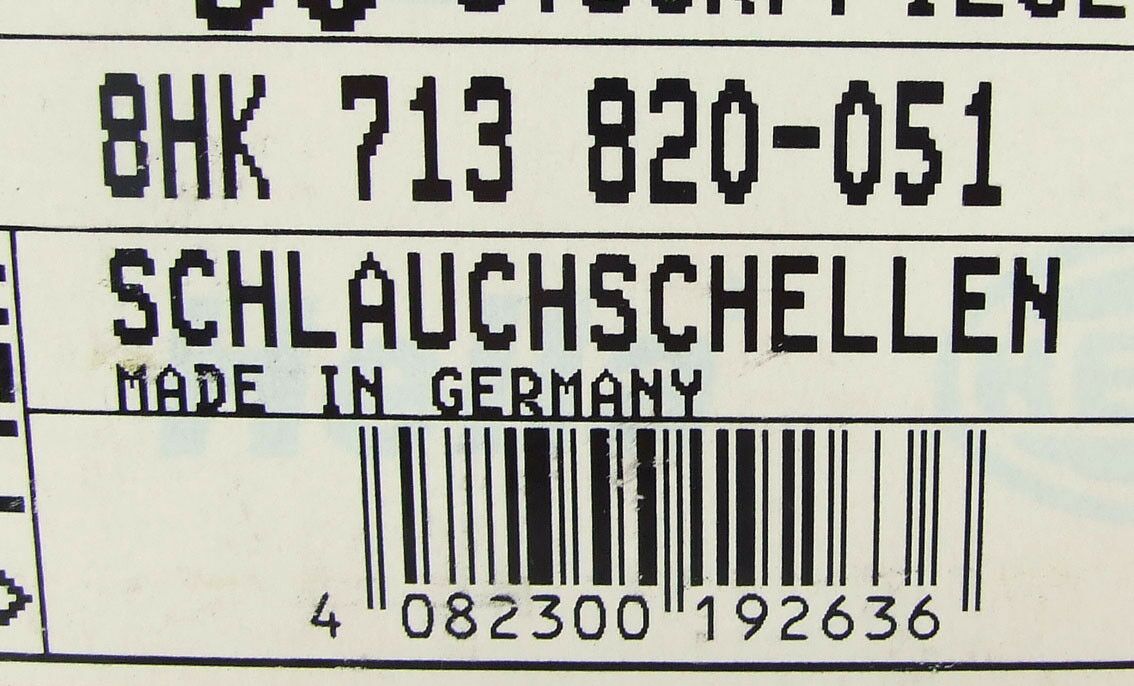 8HK 713 820-051
SCHLAUCHSCHELLEN
MADE IN GERMANY
4 082300 192636